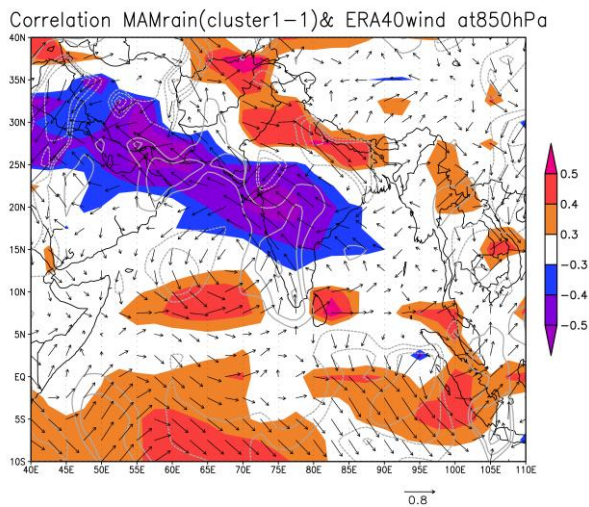 Correlation MAMrain(cluster1-1)& ERA40wind at850hPa
40N
35N
30N
25N
20N
15N
10N
5N
EQ
5S
10S
40E 45E 50E 55E 60E 65E 70E 75E 80E 85E 90E 95E 100E 105E 110E
0.5
0.4
0.3
-0.3
-0.4
-0.5
0.8